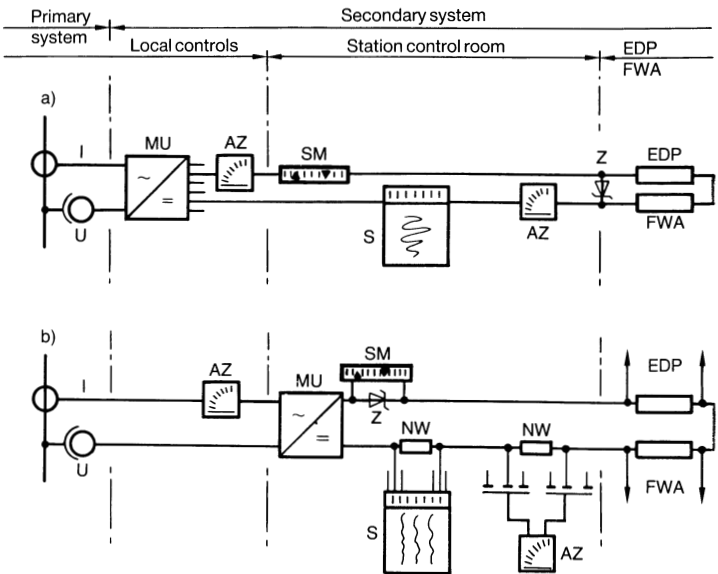 Primary
system
Secondary system
Local controls
Station control room
EDP
FWA
a)
I
MU
AZ
SM
Z
EDP
~
=
U
S
AZ
FWA
b)
I
AZ
MU
SM
EDP
Z
~
=
NW
NW
U
FWA
S
AZ